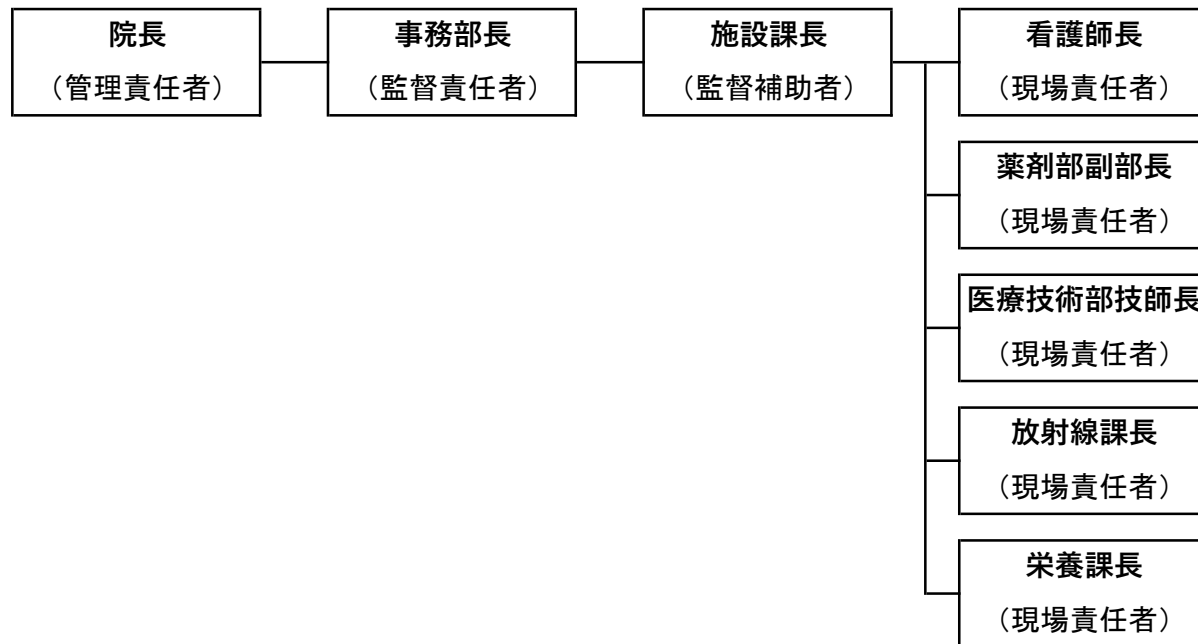 院長
（管理責任者）
事務部長
（監督責任者）
施設課長
（監督補助者）
看護師長
（現場責任者）
薬剤部副部長
（現場責任者）
医療技術部技師長
（現場責任者）
放射線課長
（現場責任者）
栄養課長
（現場責任者）